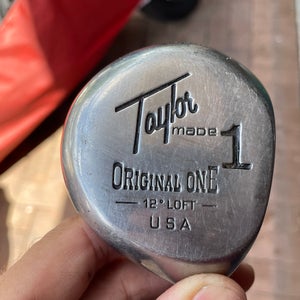 Taylor
made 1
ORIGINAL ONE
12° LOFT
USA